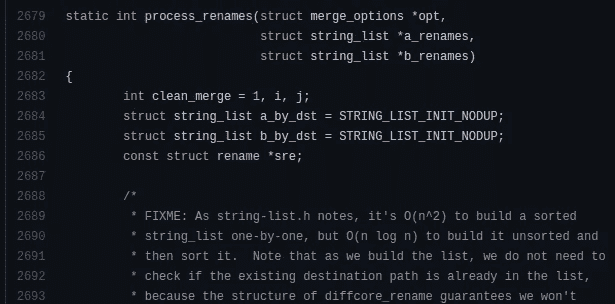 2679 static int process_renames(struct merge_options *opt,
2680                            struct string_list *a_renames,
2681                            struct string_list *b_renames)
2682 {
2683         int clean_merge = 1, i, j;
2684         struct string_list a_by_dst = STRING_LIST_INIT_NODUP;
2685         struct string_list b_by_dst = STRING_LIST_INIT_NODUP;
2686         const struct rename *sre;
2687
2688         /*
2689          * FIXME: As string-list.h notes, it's O(n^2) to build a sorted
2690          * string_list one-by-one, but O(n log n) to build it unsorted and
2691          * then sort it.  Note that as we build the list, we do not need to
2692          * check if the existing destination path is already in the list,
2693          * because the structure of diffcore_rename guarantees we won't